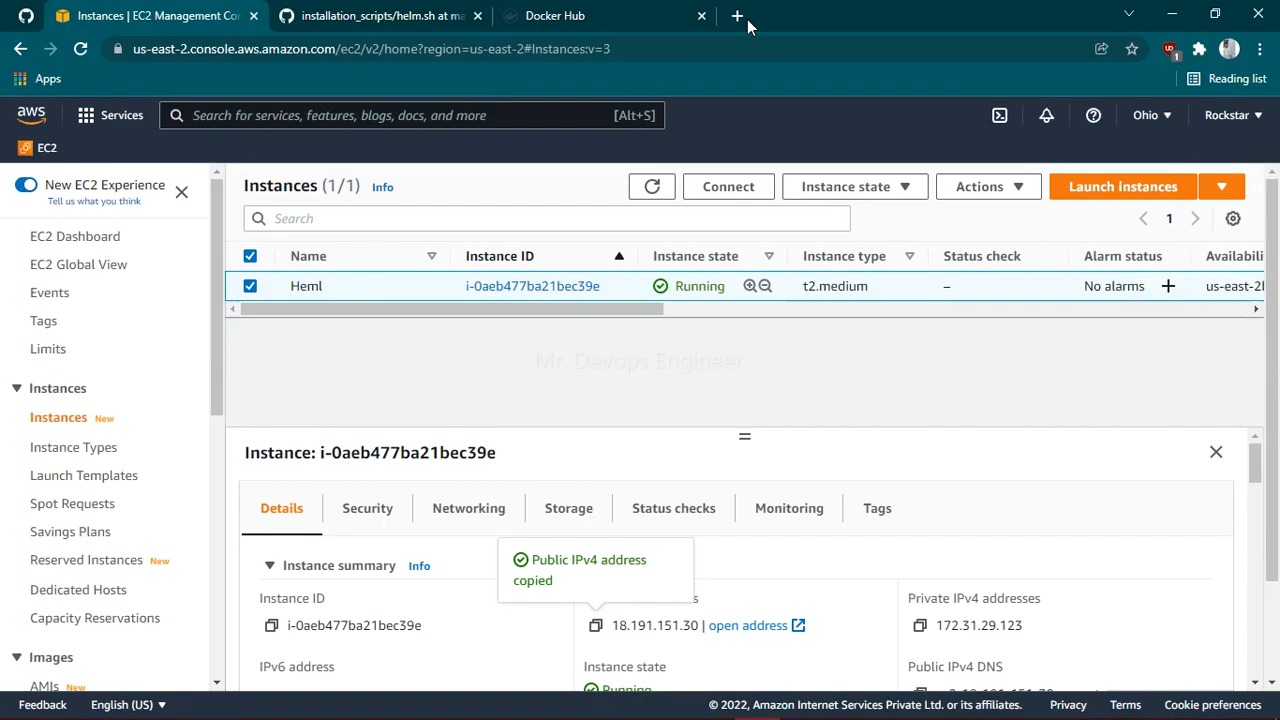 Instances | EC2 Management Con
installation_scripts/helm.sh at ma
Docker Hub
us-east-2.console.aws.amazon.com/ec2/v2/home?region=us-east-2#Instances:v=3
1
Apps
Reading list
aws
Services
Search for services, features, blogs, docs, and more
[Alt+S]
Ohio
Rockstar
EC2
New EC2 Experience
Tell us what you think
EC2 Dashboard
EC2 Global View
Events
Tags
Limits
Instances
Instances New
Instance Types
Launch Templates
Spot Requests
Savings Plans
Reserved Instances New
Dedicated Hosts
Capacity Reservations
Images
AMIs New
Instances (1/1) Info
Connect
Instance state
Actions
Launch instances
Search
1
Name
Instance ID
Instance state
Instance type
Status check
Alarm status
Availabili
Heml
i-0aeb477ba21bec39e
Running
t2.medium
–
No alarms
us-east-2l
Mr. Devops Engineer
Instance: i-0aeb477ba21bec39e
Details
Security
Networking
Storage
Status checks
Monitoring
Tags
Instance summary Info
Public IPv4 address
copied
Instance ID
i-0aeb477ba21bec39e
18.191.151.30 | open address
Private IPv4 addresses
172.31.29.123
IPv6 address
Instance state
Running
Public IPv4 DNS
Feedback
English (US)
© 2022, Amazon Internet Services Private Ltd. or its affiliates.
Privacy
Terms
Cookie preferences